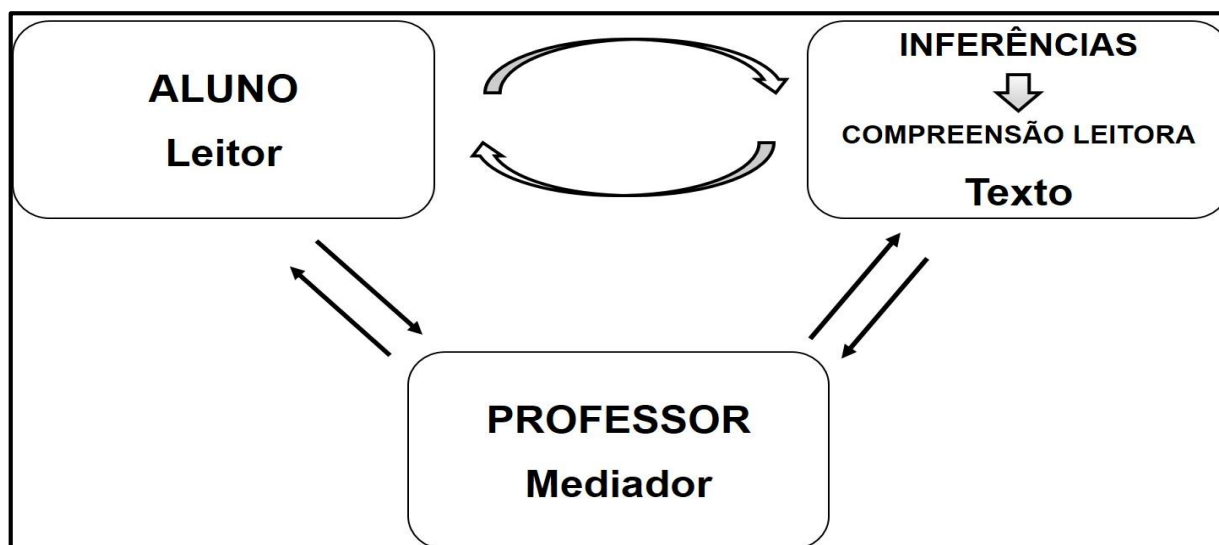 ALUNO
Leitor
INFERÊNCIAS
COMPREENSÃO LEITORA
Texto
PROFESSOR
Mediador